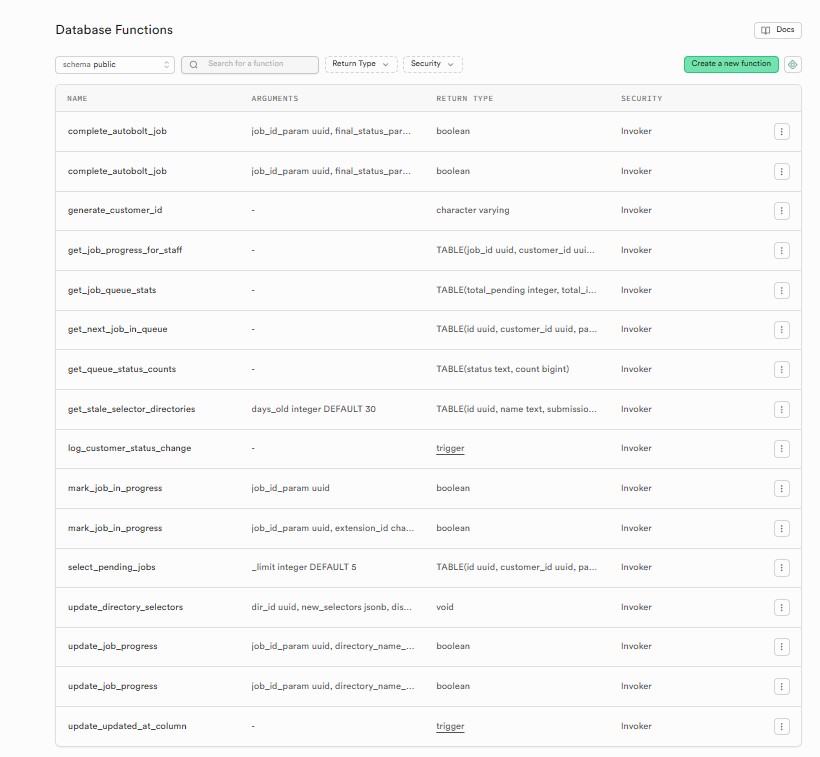 Database Functions
Docs
schema public
Search for a function
Return Type
Security
Create a new function
NAME ARGUMENTS RETURN TYPE SECURITY
complete_autobolt_job job_id_param uuid, final_status_par... boolean Invoker
complete_autobolt_job job_id_param uuid, final_status_par... boolean Invoker
generate_customer_id - character varying Invoker
get_job_progress_for_staff - TABLE(job_id uuid, customer_id uui... Invoker
get_job_queue_stats - TABLE(total_pending integer, total_i... Invoker
get_next_job_in_queue - TABLE(id uuid, customer_id uuid, pa... Invoker
get_queue_status_counts - TABLE(status text, count bigint) Invoker
get_stale_selector_directories days_old integer DEFAULT 30 TABLE(id uuid, name text, submissio... Invoker
log_customer_status_change - trigger Invoker
mark_job_in_progress job_id_param uuid boolean Invoker
mark_job_in_progress job_id_param uuid, extension_id cha... boolean Invoker
select_pending_jobs _limit integer DEFAULT 5 TABLE(id uuid, customer_id uuid, pa... Invoker
update_directory_selectors dir_id uuid, new_selectors jsonb, dis... void Invoker
update_job_progress job_id_param uuid, directory_name_... boolean Invoker
update_job_progress job_id_param uuid, directory_name_... boolean Invoker
update_updated_at_column - trigger Invoker